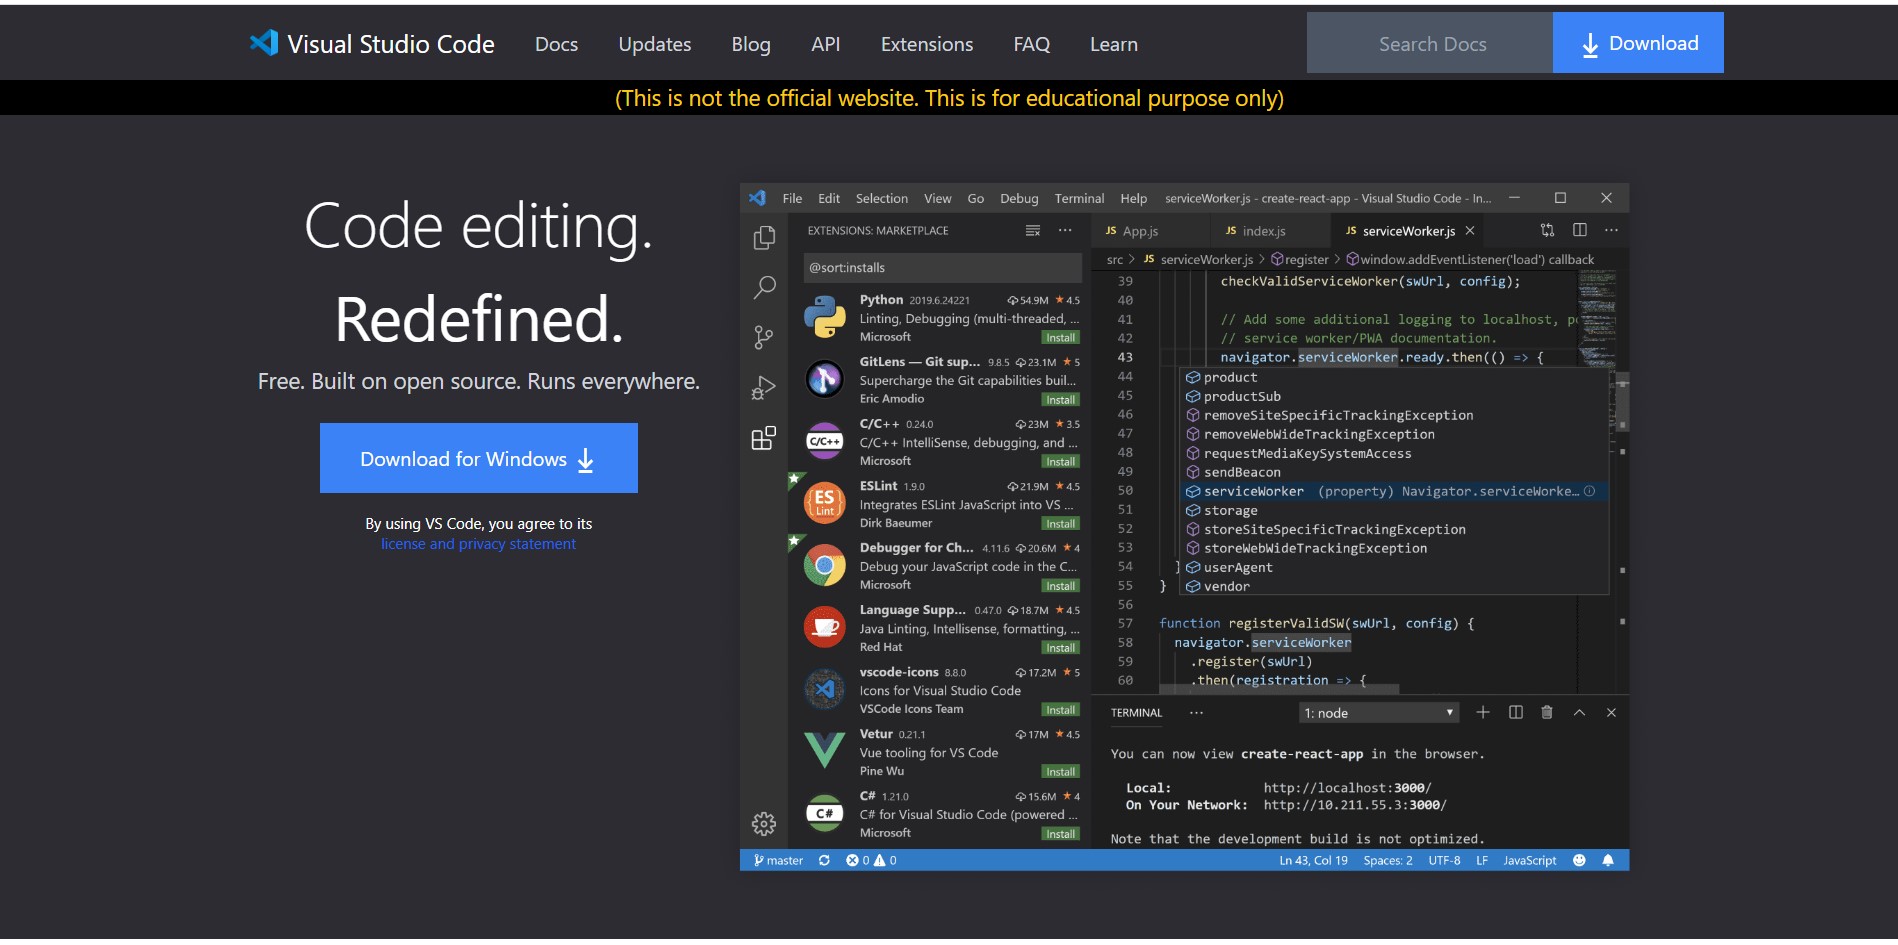 Visual Studio Code Docs Updates Blog API Extensions FAQ Learn Search Docs Download
(This is not the official website. This is for educational purpose only)
Code editing.
Redefined.
Free. Built on open source. Runs everywhere.
Download for Windows
By using VS Code, you agree to its
license and privacy statement
File Edit Selection View Go Debug Terminal Help serviceWorker.js - create-react-app - Visual Studio Code - In...
EXTENSIONS: MARKETPLACE
@sort:installs
Python 2019.6.24221 54.9M 4.5
Linting, Debugging (multi-threaded, ...
Microsoft Install
GitLens — Git sup... 9.8.5 23.1M 5
Supercharge the Git capabilities buil...
Eric Amodio Install
C/C++ 0.24.0 23M 3.5
C/C++ C/C++ IntelliSense, debugging, and ...
Microsoft Install
ESLint 1.9.0 21.9M 4.5
ES Lint Integrates ESLint JavaScript into VS ...
Dirk Baeumer Install
Debugger for Ch... 4.11.6 20.6M 4
Debug your JavaScript code in the C...
Microsoft Install
Language Supp... 0.47.0 18.7M 4.5
Java Linting, Intellisense, formatting, ...
Red Hat Install
vscode-icons 8.8.0 17.2M 5
Icons for Visual Studio Code
VSCode Icons Team Install
Vetur 0.21.1 17M 4.5
Vue tooling for VS Code
Pine Wu Install
C# 1.21.0 15.6M 4
C# C# for Visual Studio Code (powered ...
Microsoft Install
JS App.js JS index.js JS serviceWorker.js
src > JS serviceWorker.js > register > window.addEventListener('load') callback
39 checkValidServiceWorker(swUrl, config);
40
41 // Add some additional logging to localhost, p
42 // service worker/PWA documentation.
43 navigator.serviceWorker.ready.then(() => {
44 product
45 productSub
46 removeSiteSpecificTrackingException
47 removeWebWideTrackingException
48 requestMediaKeySystemAccess
49 sendBeacon
50 serviceWorker (property) Navigator.serviceWorke...
51 storage
52 storeSiteSpecificTrackingException
53 storeWebWideTrackingException
54 } userAgent
55 } vendor
56
57 function registerValidSW(swUrl, config) {
58 navigator.serviceWorker
59 .register(swUrl)
60 .then(registration => {
TERMINAL ... 1: node
You can now view create-react-app in the browser.
Local: http://localhost:3000/
On Your Network: http://10.211.55.3:3000/
Note that the development build is not optimized.
master 0 0 Ln 43, Col 19 Spaces: 2 UTF-8 LF JavaScript